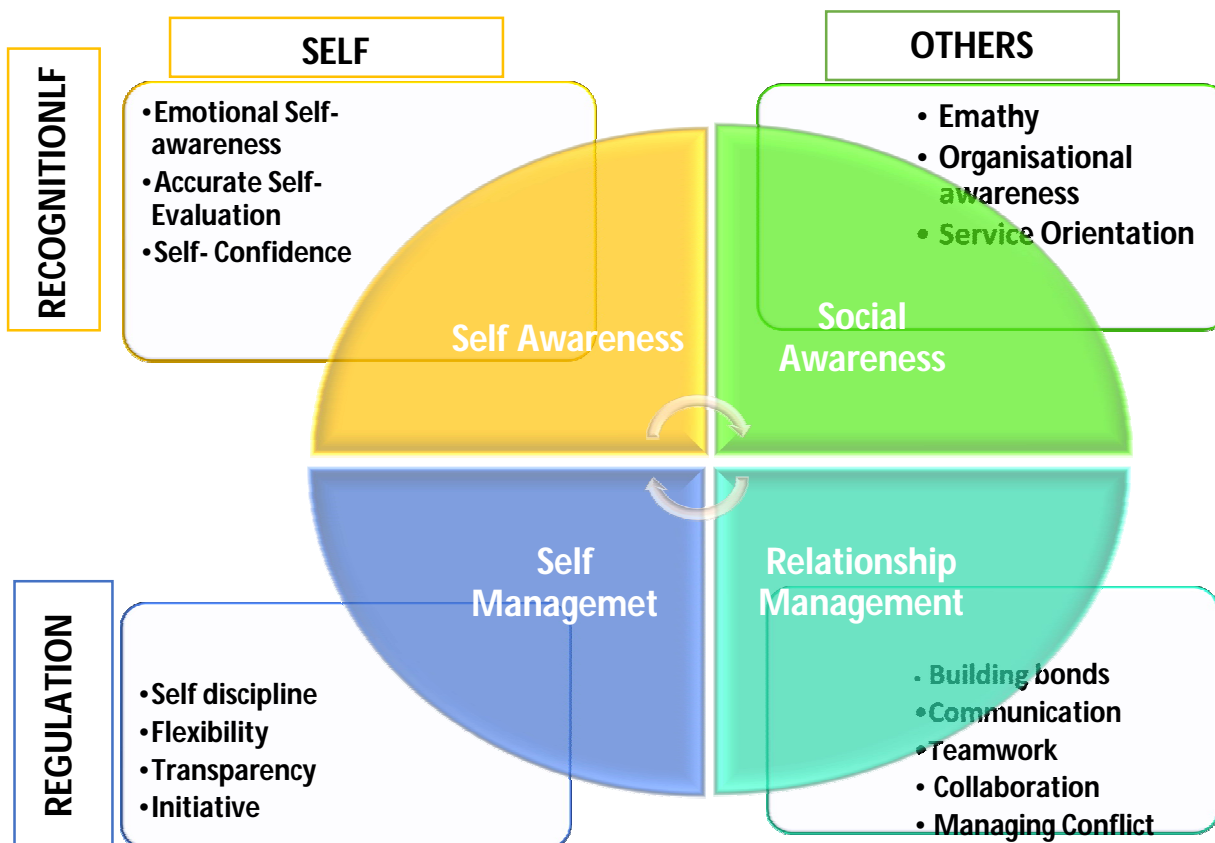 SELF
OTHERS
RECOGNITIONLF
•Emotional Self-
awareness
•Accurate Self-
Evaluation
•Self- Confidence
• Emathy
• Organisational
awareness
• Service Orientation
Self Awareness
Social
Awareness
Self
Managemet
Relationship
Management
REGULATION
•Self discipline
•Flexibility
•Transparency
•Initiative
. Building bonds
•Communication
•Teamwork
• Collaboration
• Managing Conflict